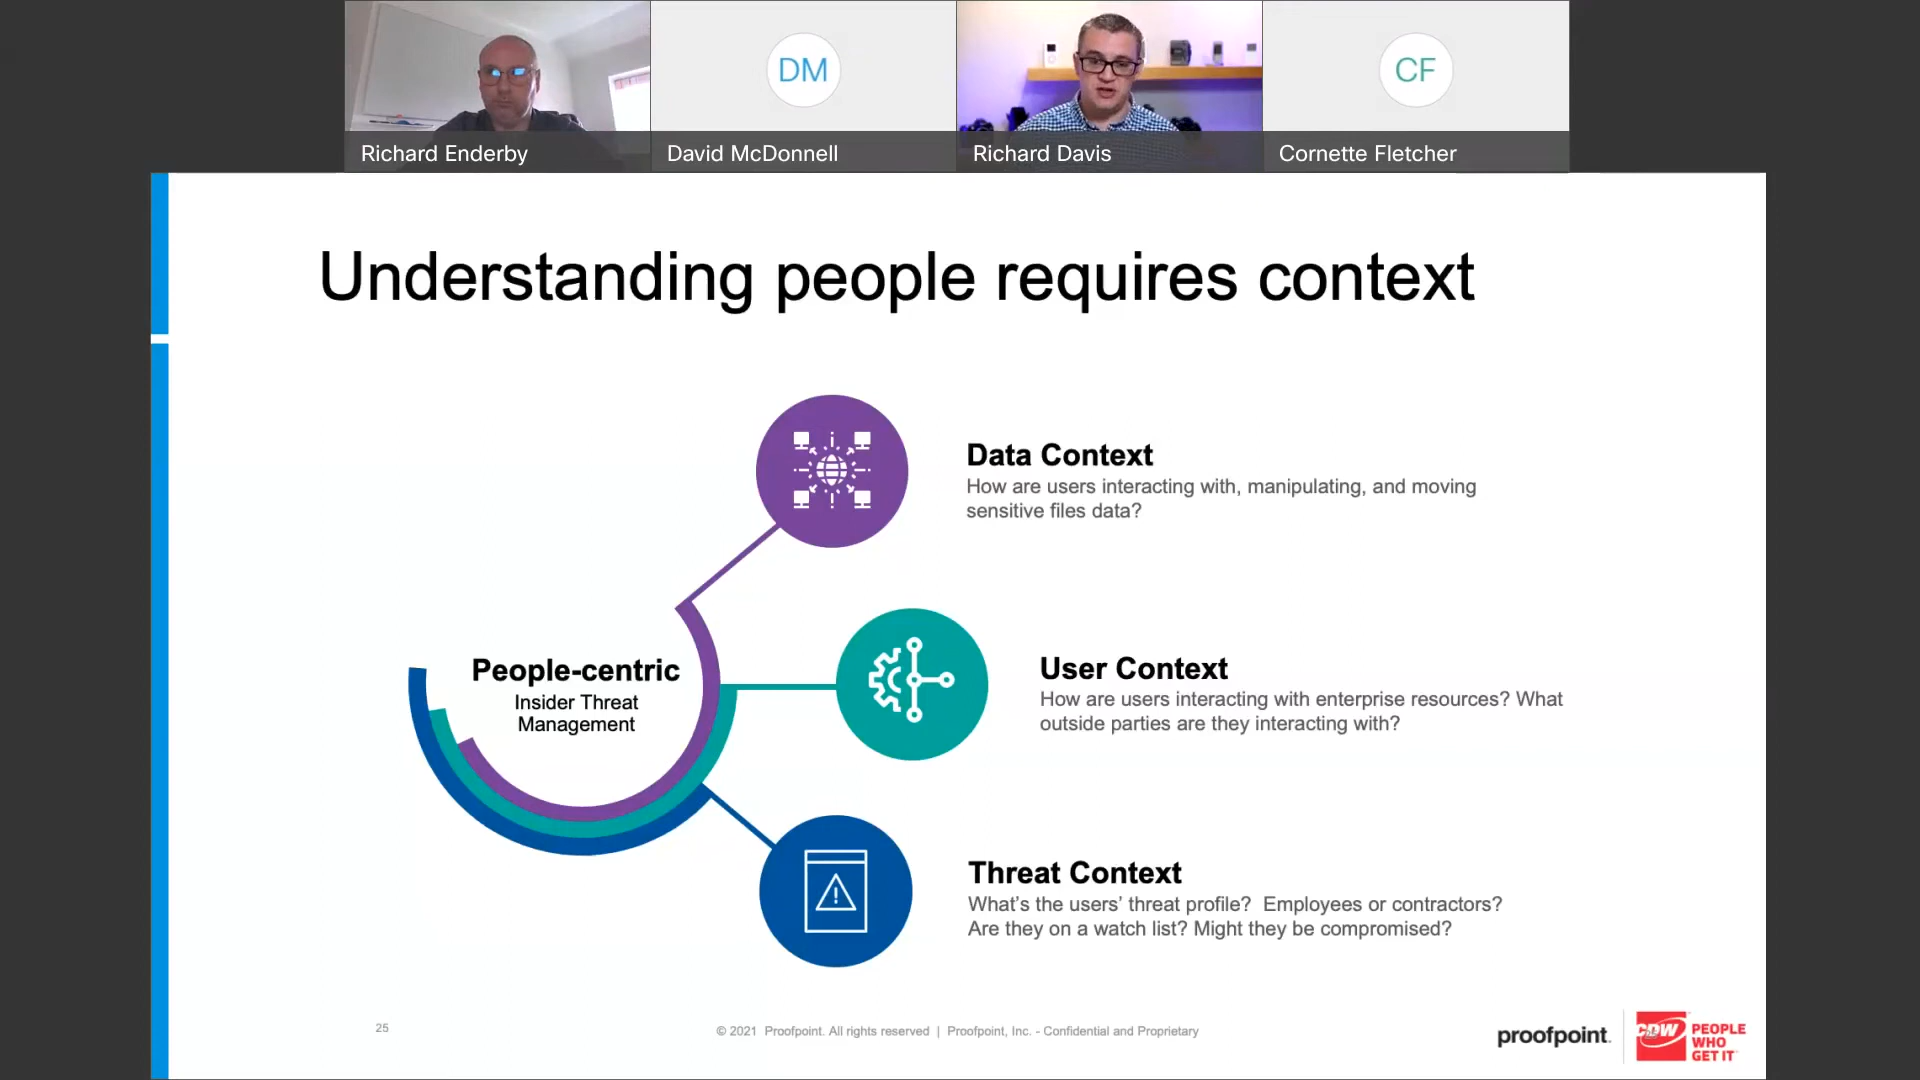 DM
CF
Richard Enderby
David McDonnell
Richard Davis
Cornette Fletcher
Understanding people requires context
Data Context
How are users interacting with, manipulating, and moving
sensitive files data?
People-centric
Insider Threat
Management
User Context
How are users interacting with enterprise resources? What
outside parties are they interacting with?
Threat Context
What's the users' threat profile?  Employees or contractors?
Are they on a watch list? Might they be compromised?
25
© 2021 Proofpoint. All rights reserved | Proofpoint, Inc. - Confidential and Proprietary
proofpoint.
CDW
PEOPLE
WHO
GET IT